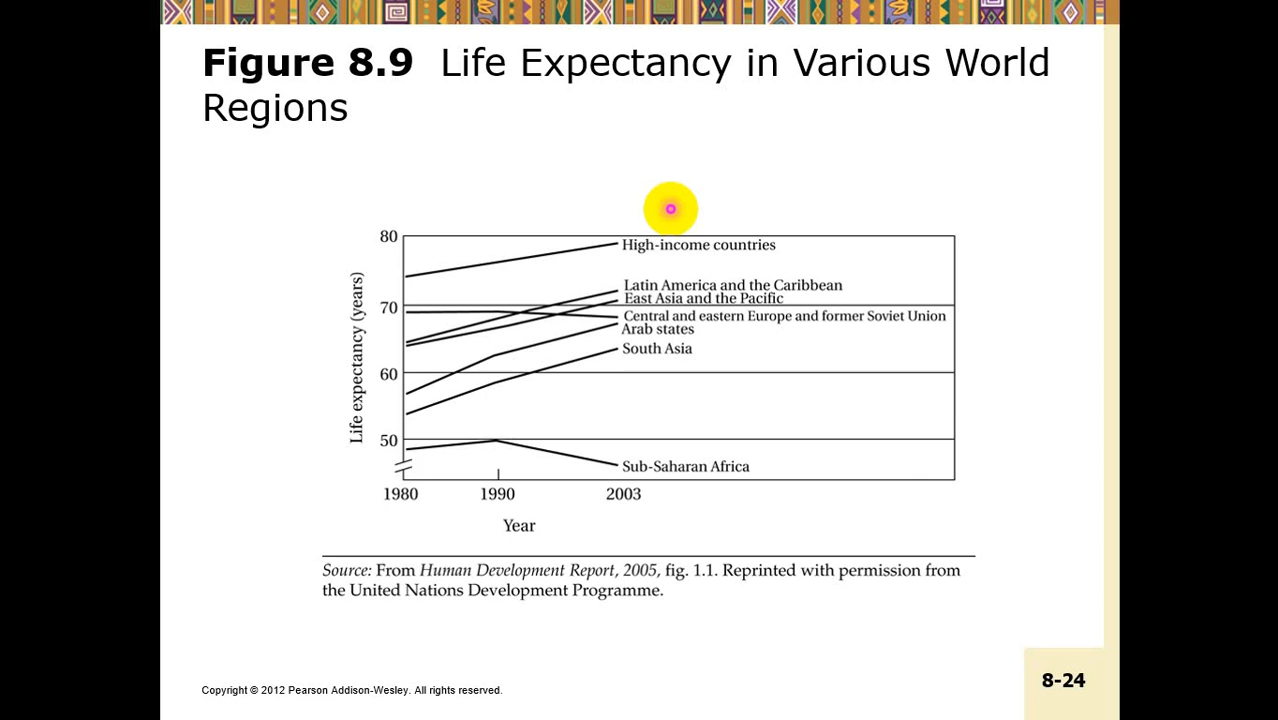 Figure 8.9 Life Expectancy in Various World
Regions
80
High-income countries
Latin America and the Caribbean
East Asia and the Pacific
70
Central and eastern Europe and former Soviet Union
Arab states
South Asia
Life expectancy (years)
60
50
Sub-Saharan Africa
1980 1990 2003
Year
Source: From Human Development Report, 2005, fig. 1.1. Reprinted with permission from
the United Nations Development Programme.
8-24
Copyright © 2012 Pearson Addison-Wesley. All rights reserved.